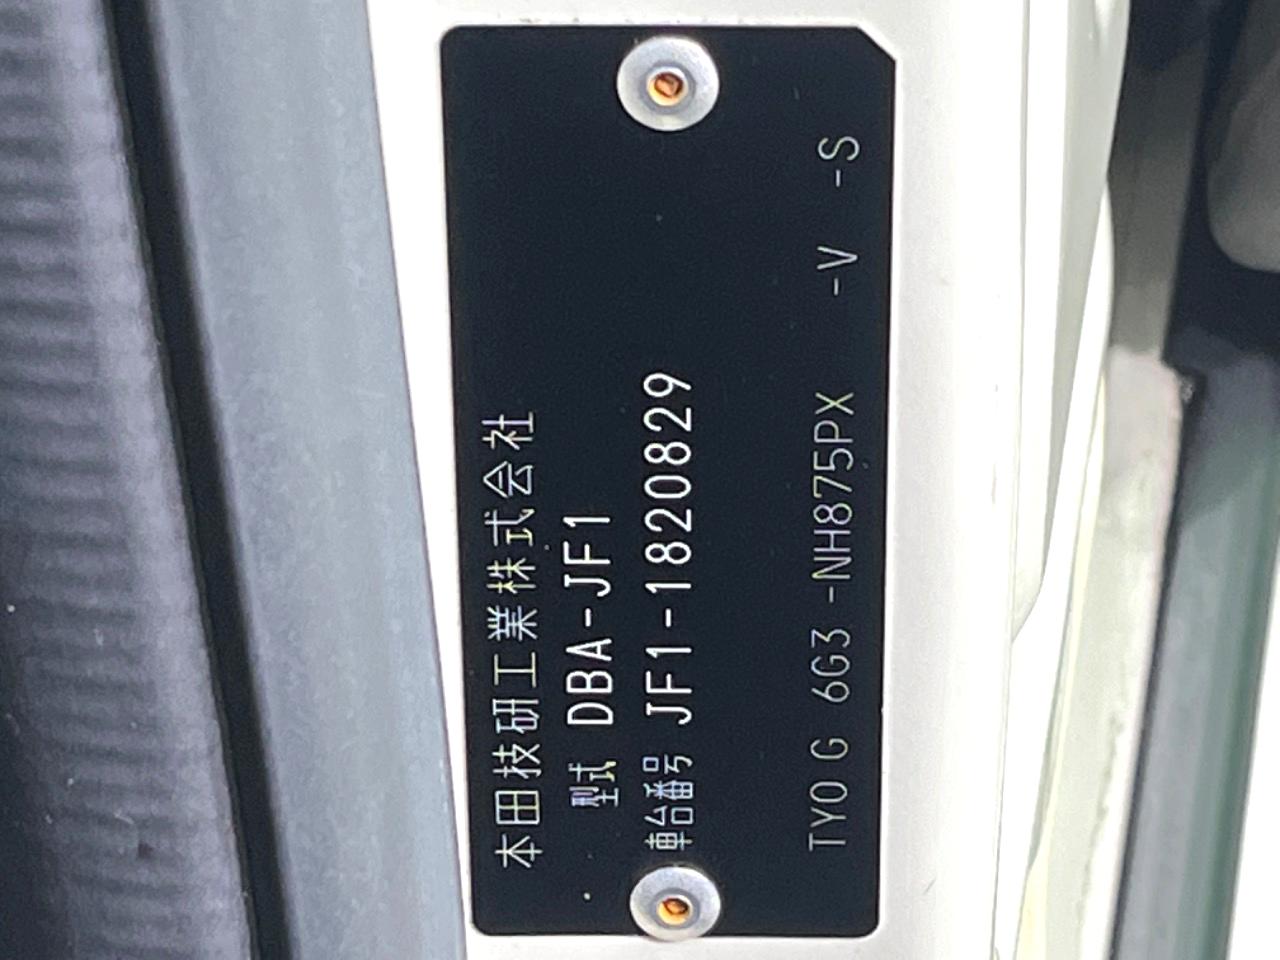 本田技研工業株式会社
型式 DBA-JF1
車台番号 JF1-1820829
TY0 G 6G3 -NH875PX -V -S